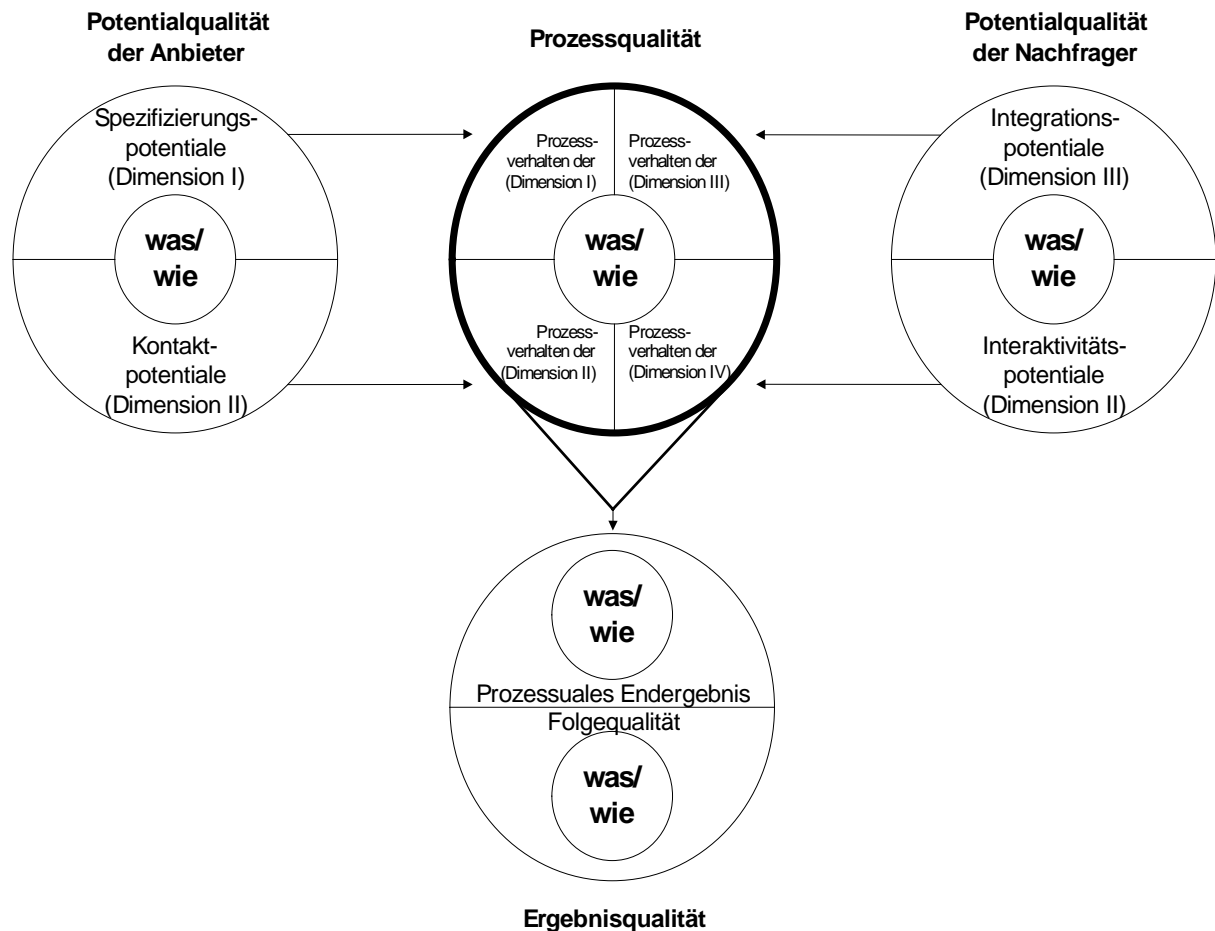 Potentialqualität
der Anbieter
Prozessqualität
Potentialqualität
der Nachfrager
Spezifizierungs-
potentiale
(Dimension I)
was/
wie
Kontakt-
potentiale
(Dimension II)
Prozess-
verhalten der
(Dimension I)
Prozess-
verhalten der
(Dimension III)
was/
wie
Prozess-
verhalten der
(Dimension II)
Prozess-
verhalten der
(Dimension IV)
Integrations-
potentiale
(Dimension III)
was/
wie
Interaktivitäts-
potentiale
(Dimension II)
was/
wie
Prozessuales Endergebnis
Folgequalität
was/
wie
Ergebnisqualität